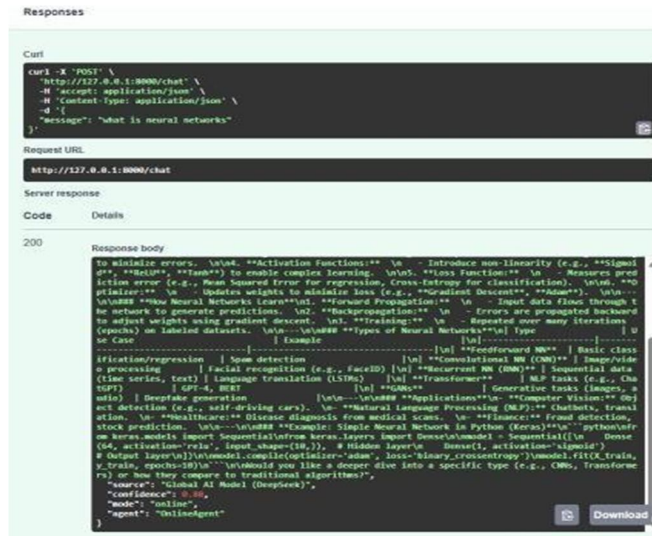 Responses
Curl
curl -X 'POST' \
'http://127.0.0.1:8000/chat' \
-H 'accept: application/json' \
-H 'Content-Type: application/json' \
-d '{
"message": "what is neural networks"
}'
Request URL
http://127.0.0.1:8000/chat
Server response
Code Details
200
Response body
to minimize errors. \n\n4. **Activation Functions:** \n - Introduce non-linearity (e.g., **Sigmoi
d**, **ReLU**, **Tanh**) to enable complex learning. \n\n5. **Loss Function:** \n - Measures pred
iction error (e.g., Mean Squared Error for regression, Cross-Entropy for classification). \n\n6. **O
ptimizer:** \n - Updates weights to minimize loss (e.g., **Gradient Descent**, **Adam**). \n\n---\n
\n### **How Neural Networks Learn**\n1. **Forward Propagation:** \n - Input data flows through t
he network to generate predictions. \n2. **Backpropagation:** \n - Errors are propagated backward
to adjust weights using gradient descent. \n3. **Training:** \n - Repeated over many iterations
(epochs) on labeled dataset. \n\n---\n\n### **Types of Neural Networks**\n| Type | U
se Case | Example |\n|
|\n| **Feedforward NN** | Basic class
ification/regression | Spam detection |\n| **Convolutional NN (CNN)** | Image/vide
o processing | Facial recognition (e.g., FaceID) |\n| **Recurrent NN (RNN)** | Sequential data
(time series, text) | Language translation (LSTMs) |\n| **Transformer** | NLP tasks (e.g., Cha
tGPT) | GPT-4, BERT |\n| **GANs** | Generative tasks (images, a
udio) | Deepfake generation |\n\n---\n\n### **Applications**\n- **Computer Vision:** Obj
ect detection (e.g., self-driving cars). \n- **Natural Language Processing (NLP):** Chatbots, transl
ation. \n- **Healthcare:** Disease diagnosis from medical scans. \n- **Finance:** Fraud detection,
stock prediction. \n\n---\n\n### **Example: Simple Neural Network in Python (Keras)**\n```python\nfr
om keras.models import Sequential\nfrom keras.layers import Dense\n\nmodel = Sequential([\n Dense
(64, activation='relu', input_shape=(10,)), # Hidden layer\n Dense(1, activation='sigmoid')
# Output layer\n])\n\nmodel.compile(optimizer='adam', loss='binary_crossentropy')\nmodel.fit(X_train,
y_train, epochs=10)\n```\n\nWould you like a deeper dive into a specific type (e.g., CNNs, Transforme
rs) or how they compare to traditional algorithms?",
"source": "Global AI Model (DeepSeek)",
"confidence":
"mode": "online",
"agent": "OnlineAgent"
}
Download